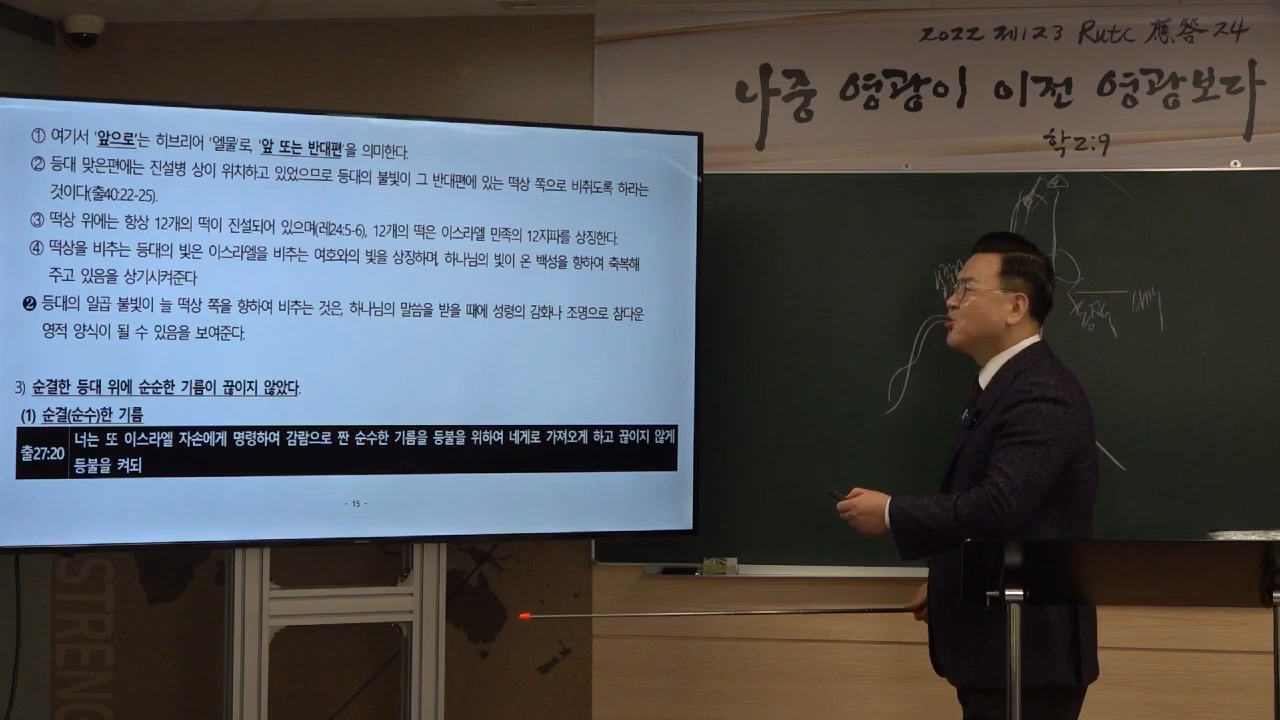 2022 제123 Rutc 應答 24
나중 영광이 이전 영광보다
학 2:9
① 여기서 '앞으로'는 히브리어 '엘물'로, '앞 또는 반대편'을 의미한다.
② 등대 맞은편에는 진설병 상이 위치하고 있었으므로 등대의 불빛이 그 반대편에 있는 떡상 쪽으로 비취도록 하라는
것이다(출40:22-25).
③ 떡상 위에는 항상 12개의 떡이 진설되어 있으며(레24:5-6), 12개의 떡은 이스라엘 민족의 12지파를 상징한다.
④ 떡상을 비추는 등대의 빛은 이스라엘을 비추는 여호와의 빛을 상징하며, 하나님의 빛이 온 백성을 향하여 축복해
주고 있음을 상기시켜준다
❷ 등대의 일곱 불빛이 늘 떡상 쪽을 향하여 비추는 것은, 하나님의 말씀을 받을 때에 성령의 감화나 조명으로 참다운
영적 양식이 될 수 있음을 보여준다.
3) 순결한 등대 위에 순순한 기름이 끊이지 않았다.
(1) 순결(순수)한 기름
출27:20 너는 또 이스라엘 자손에게 명령하여 감람으로 짠 순수한 기름을 등불을 위하여 네게로 가져오게 하고 끊이지 않게
등불을 켜되
- 15 -
STRENG